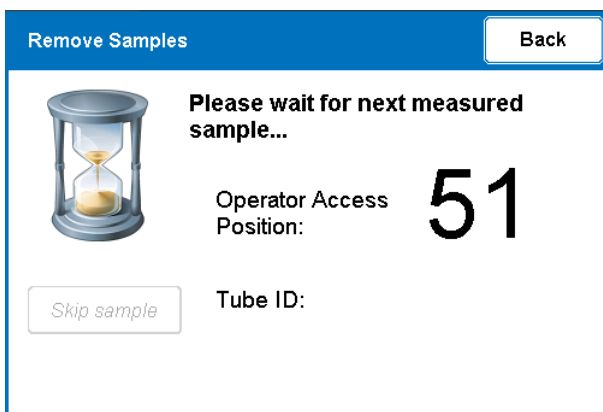 Remove Samples
Back
Please wait for next measured
sample...
Operator Access
Position:
51
Skip sample
Tube ID: